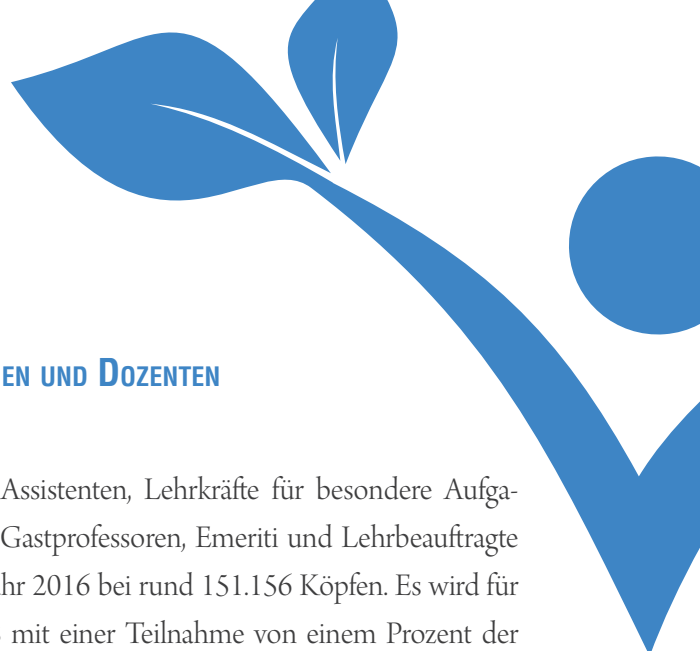 en und Dozenten
Assistenten, Lehrkräfte für besondere Aufga-
Gastprofessoren, Emeriti und Lehrbeauftragte
hr 2016 bei rund 151.156 Köpfen. Es wird für
mit einer Teilnahme von einem Prozent der